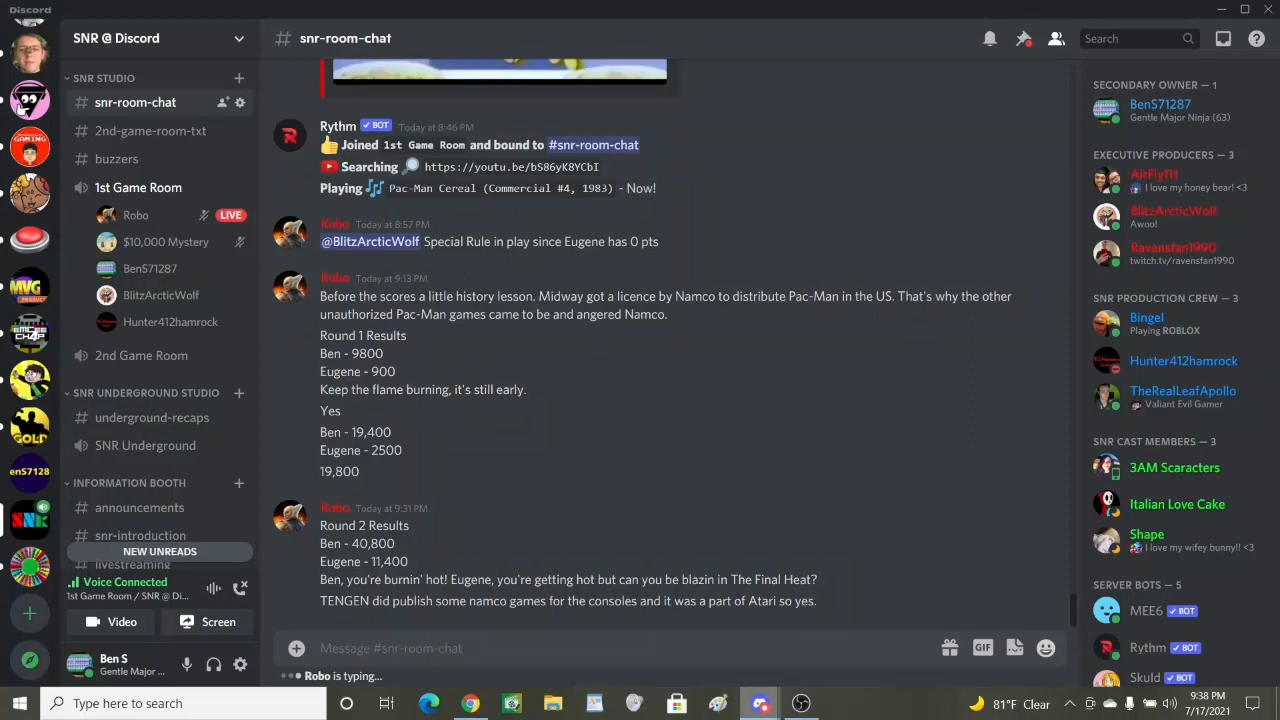 Discord
SNR @ Discord
# snr-room-chat
Search
SNR STUDIO
snr-room-chat
2nd-game-room-txt
buzzers
1st Game Room
Robo LIVE
$10,000 Mystery
BenS71287
BlitzArcticWolf
Hunter412hamrock
2nd Game Room
SNR UNDERGROUND STUDIO
underground-recaps
SNR Underground
INFORMATION BOOTH
announcements
snr-introduction
NEW UNREADS
livestreaming
Voice Connected
1st Game Room / SNR @ Di...
Video
Screen
Ben S
Gentle Major ...
GAMING
MVG
PRODUCT
EMCEE
CH4P
GOLD
enS7128
SNR
Rythm BOT Today at 8:46 PM
Joined 1st Game Room and bound to #snr-room-chat
Searching https://youtu.be/bS86yK8YCbI
Playing Pac-Man Cereal (Commercial #4, 1983) - Now!
Robo Today at 8:57 PM
@BlitzArcticWolf Special Rule in play since Eugene has 0 pts
Robo Today at 9:13 PM
Before the scores a little history lesson. Midway got a licence by Namco to distribute Pac-Man in the US. That's why the other
unauthorized Pac-Man games came to be and angered Namco.
Round 1 Results
Ben - 9800
Eugene - 900
Keep the flame burning, it's still early.
Yes
Ben - 19,400
Eugene - 2500
19,800
Robo Today at 9:31 PM
Round 2 Results
Ben - 40,800
Eugene - 11,400
Ben, you're burnin' hot! Eugene, you're getting hot but can you be blazin in The Final Heat?
TENGEN did publish some namco games for the consoles and it was a part of Atari so yes.
Message #snr-room-chat
GIF
Robo is typing...
SECONDARY OWNER — 1
BenS71287
Gentle Major Ninja (63)
EXECUTIVE PRODUCERS — 3
AirFly111
I love my honey bear! <3
BlitzArcticWolf
Awoo!
Ravensfan1990
twitch.tv/ravensfan1990
SNR PRODUCTION CREW — 3
Bingel
Playing ROBLOX
Hunter412hamrock
TheRealLeafApollo
Valiant Evil Gamer
SNR CAST MEMBERS — 3
3AM Scaracters
Italian Love Cake
Shape
I love my wifey bunny!! <3
SERVER BOTS — 5
MEE6 BOT
Rythm BOT
Skuld BOT
Type here to search
81°F Clear
9:38 PM
7/17/2021